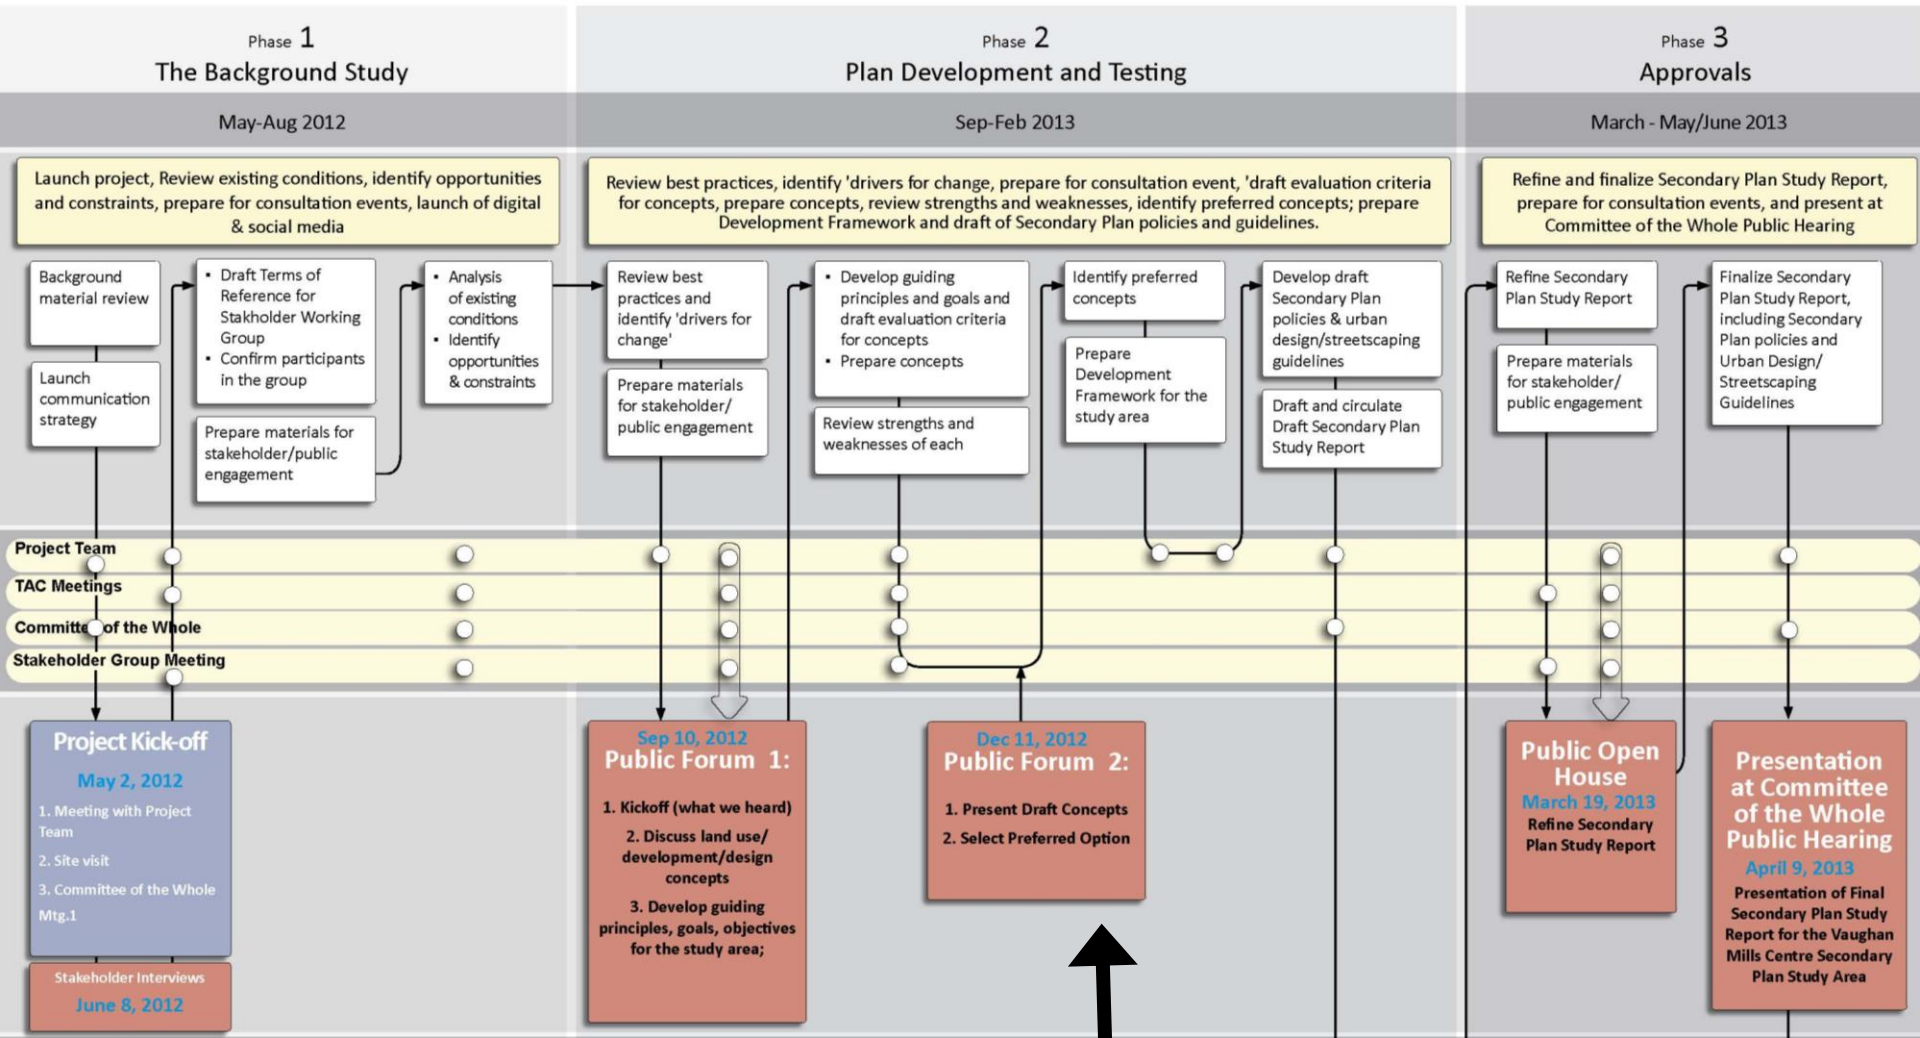 Phase 1
The Background Study
May-Aug 2012
Launch project, Review existing conditions, identify opportunities
and constraints, prepare for consultation events, launch of digital
& social media
Background
material review
Launch
communication
strategy
▪ Draft Terms of
Reference for
Stakholder Working
Group
▪ Confirm participants
in the group
Prepare materials for
stakeholder/public
engagement
▪ Analysis
of existing
conditions
▪ Identify
opportunities
& constraints
Phase 2
Plan Development and Testing
Sep-Feb 2013
Review best practices, identify 'drivers for change, prepare for consultation event, 'draft evaluation criteria
for concepts, prepare concepts, review strengths and weaknesses, identify preferred concepts; prepare
Development Framework and draft of Secondary Plan policies and guidelines.
Review best
practices and
identify 'drivers for
change'
Prepare materials
for stakeholder/
public engagement
▪ Develop guiding
principles and goals and
draft evaluation criteria
for concepts
▪ Prepare concepts
Review strengths and
weaknesses of each
Identify preferred
concepts
Prepare
Development
Framework for the
study area
Develop draft
Secondary Plan
policies & urban
design/streetscaping
guidelines
Draft and circulate
Draft Secondary Plan
Study Report
Phase 3
Approvals
March - May/June 2013
Refine and finalize Secondary Plan Study Report,
prepare for consultation events, and present at
Committee of the Whole Public Hearing
Refine Secondary
Plan Study Report
Prepare materials
for stakeholder/
public engagement
Finalize Secondary
Plan Study Report,
including Secondary
Plan policies and
Urban Design/
Streetscaping
Guidelines
Project Team
TAC Meetings
Committe of the Whole
Stakeholder Group Meeting
Project Kick-off
May 2, 2012
1. Meeting with Project
Team
2. Site visit
3. Committee of the Whole
Mtg.1
Stakeholder Interviews
June 8, 2012
Sep 10, 2012
Public Forum 1:
1. Kickoff (what we heard)
2. Discuss land use/
development/design
concepts
3. Develop guiding
principles, goals, objectives
for the study area;
Dec 11, 2012
Public Forum 2:
1. Present Draft Concepts
2. Select Preferred Option
Public Open
House
March 19, 2013
Refine Secondary
Plan Study Report
Presentation
at Committee
of the Whole
Public Hearing
April 9, 2013
Presentation of Final
Secondary Plan Study
Report for the Vaughan
Mills Centre Secondary
Plan Study Area